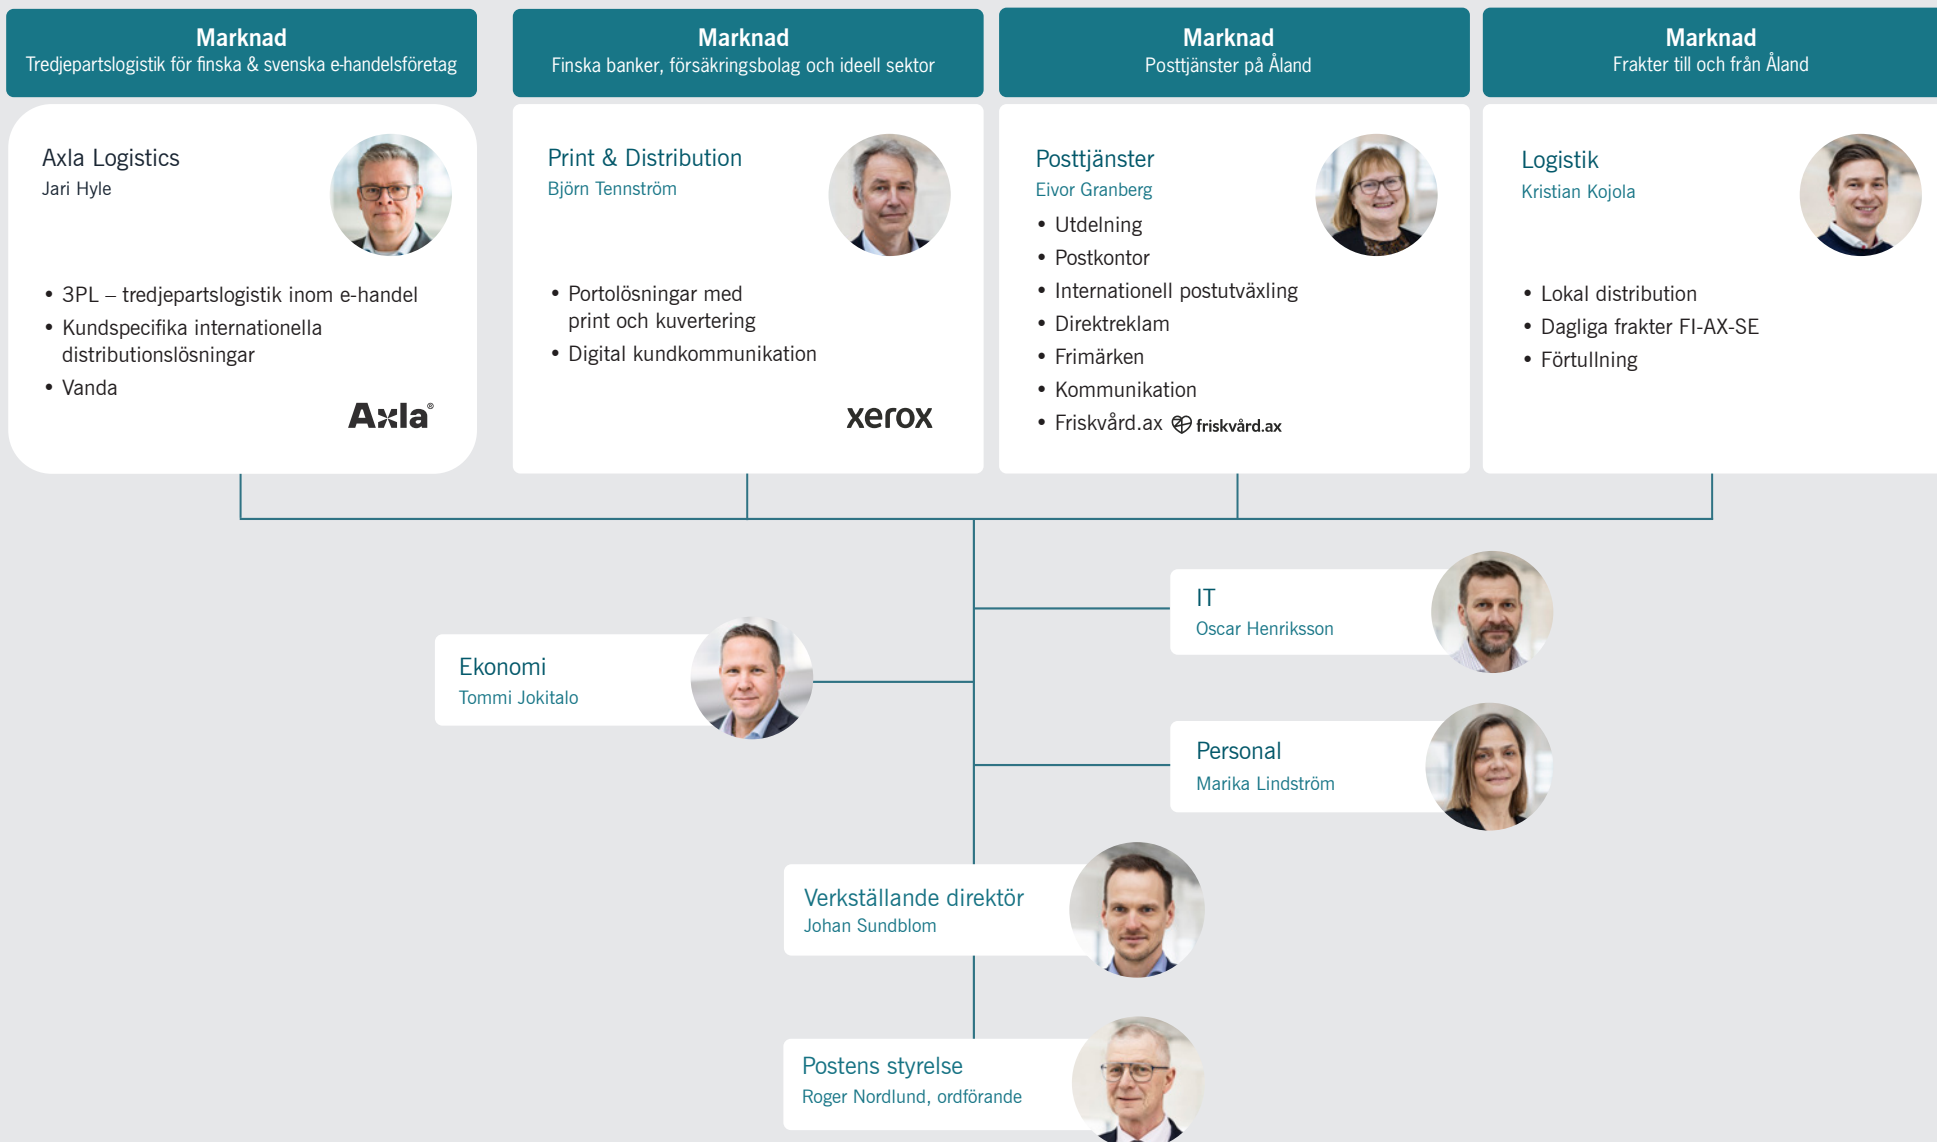 Marknad
Tredjepartslogistik för finska & svenska e-handelsföretag
Axla Logistics
Jari Hyle
• 3PL – tredjepartslogistik inom e-handel
• Kundspecifika internationella
distributionslösningar
• Vanda
Axla®
Marknad
Finska banker, försäkringsbolag och ideell sektor
Print & Distribution
Björn Tennström
• Portolösningar med
print och kuvertering
• Digital kundkommunikation
xerox
Marknad
Posttjänster på Åland
Posttjänster
Eivor Granberg
• Utdelning
• Postkontor
• Internationell postutväxling
• Direktreklam
• Frimärken
• Kommunikation
• Friskvård.ax friskvård.ax
Marknad
Frakter till och från Åland
Logistik
Kristian Kojola
• Lokal distribution
• Dagliga frakter FI-AX-SE
• Förtullning
IT
Oscar Henriksson
Ekonomi
Tommi Jokitalo
Personal
Marika Lindström
Verkställande direktör
Johan Sundblom
Postens styrelse
Roger Nordlund, ordförande